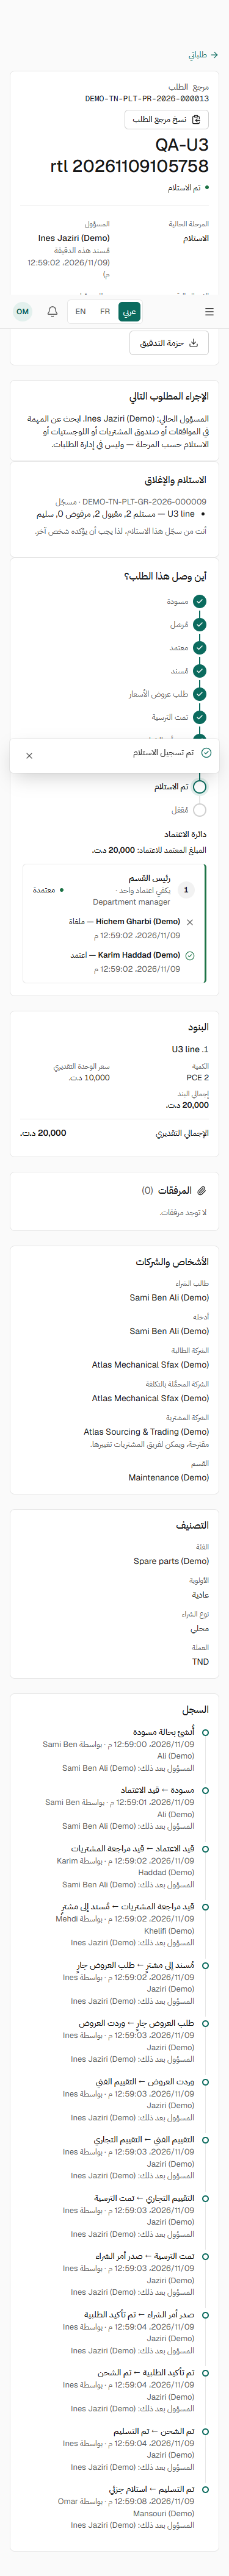 طلباتي
مرجع الطلب
DEMO-TN-PLT-PR-2026-000013
نسخ مرجع الطلب
QA-U3
rtl 20261109105758
تم الاستلام
المرحلة الحالية
الاستلام
المسؤول
Ines Jaziri (Demo)
مُسند هذه الدقيقة
(2026/11/09، 12:59:02
م)
عربي
FR
EN
OM
حزمة التدقيق
الإجراء المطلوب التالي
المسؤول الحالي: Ines Jaziri (Demo). ابحث عن المهمة
في الموافقات أو صندوق المشتريات أو اللوجستيات أو
الاستلام حسب المرحلة — وليس في إدارة الطلبات.
الاستلام والإغلاق
DEMO-TN-PLT-GR-2026-000009 · مسجّل
U3 line — مستلم 2, مقبول 2, مرفوض 0, سليم
أنت من سجّل هذا الاستلام، لذا يجب أن يؤكده شخص آخر.
أين وصل هذا الطلب؟
مسودة
مُرسَل
معتمد
مُسند
طلب عروض الأسعار
تمت الترسية
تم تسجيل الاستلام
تم الاستلام
مُقفل
دائرة الاعتماد
المبلغ المعتمد للاعتماد: 20,000 د.ت.
1
رئيس القسم
يكفي اعتماد واحد ·
Department manager
معتمدة
Hichem Gharbi (Demo) — ملغاة
2026/11/09، 12:59:02 م
Karim Haddad (Demo) — اعتمد
2026/11/09، 12:59:02 م
البنود
1. U3 line
الكمية
2 PCE
سعر الوحدة التقديري
10,000 د.ت.
إجمالي البند
20,000 د.ت.
الإجمالي التقديري
20,000 د.ت.
المرفقات (0)
لا توجد مرفقات.
الأشخاص والشركات
طالب الشراء
Sami Ben Ali (Demo)
أدخله
Sami Ben Ali (Demo)
الشركة الطالبة
Atlas Mechanical Sfax (Demo)
الشركة المحمَّلة بالتكلفة
Atlas Mechanical Sfax (Demo)
الشركة المشترية
Atlas Sourcing & Trading (Demo)
مقترحة، ويمكن لفريق المشتريات تغييرها.
القسم
Maintenance (Demo)
التصنيف
الفئة
Spare parts (Demo)
الأولوية
عادية
نوع الشراء
محلي
العملة
TND
السجل
أُنشئ بحالة مسودة
2026/11/09، 12:59:00 م · بواسطة Sami Ben
Ali (Demo)
المسؤول بعد ذلك: Sami Ben Ali (Demo)
مسودة ← قيد الاعتماد
2026/11/09، 12:59:01 م · بواسطة Sami Ben
Ali (Demo)
المسؤول بعد ذلك: Sami Ben Ali (Demo)
قيد الاعتماد ← قيد مراجعة المشتريات
2026/11/09، 12:59:02 م · بواسطة Karim
Haddad (Demo)
المسؤول بعد ذلك: Sami Ben Ali (Demo)
قيد مراجعة المشتريات ← مُسند إلى مشترٍ
2026/11/09، 12:59:02 م · بواسطة Mehdi
Khelifi (Demo)
المسؤول بعد ذلك: Ines Jaziri (Demo)
مُسند إلى مشترٍ ← طلب العروض جارٍ
2026/11/09، 12:59:02 م · بواسطة Ines
Jaziri (Demo)
المسؤول بعد ذلك: Ines Jaziri (Demo)
طلب العروض جارٍ ← وردت العروض
2026/11/09، 12:59:03 م · بواسطة Ines
Jaziri (Demo)
المسؤول بعد ذلك: Ines Jaziri (Demo)
وردت العروض ← التقييم الفني
2026/11/09، 12:59:03 م · بواسطة Ines
Jaziri (Demo)
المسؤول بعد ذلك: Ines Jaziri (Demo)
التقييم الفني ← التقييم التجاري
2026/11/09، 12:59:03 م · بواسطة Ines
Jaziri (Demo)
المسؤول بعد ذلك: Ines Jaziri (Demo)
التقييم التجاري ← تمت الترسية
2026/11/09، 12:59:03 م · بواسطة Ines
Jaziri (Demo)
المسؤول بعد ذلك: Ines Jaziri (Demo)
تمت الترسية ← صدر أمر الشراء
2026/11/09، 12:59:03 م · بواسطة Ines
Jaziri (Demo)
المسؤول بعد ذلك: Ines Jaziri (Demo)
صدر أمر الشراء ← تم تأكيد الطلبية
2026/11/09، 12:59:04 م · بواسطة Ines
Jaziri (Demo)
المسؤول بعد ذلك: Ines Jaziri (Demo)
تم تأكيد الطلبية ← تم الشحن
2026/11/09، 12:59:04 م · بواسطة Ines
Jaziri (Demo)
المسؤول بعد ذلك: Ines Jaziri (Demo)
تم الشحن ← تم التسليم
2026/11/09، 12:59:04 م · بواسطة Ines
Jaziri (Demo)
المسؤول بعد ذلك: Ines Jaziri (Demo)
تم التسليم ← استلام جزئي
2026/11/09، 12:59:08 م · بواسطة Omar
Mansouri (Demo)
المسؤول بعد ذلك: Ines Jaziri (Demo)